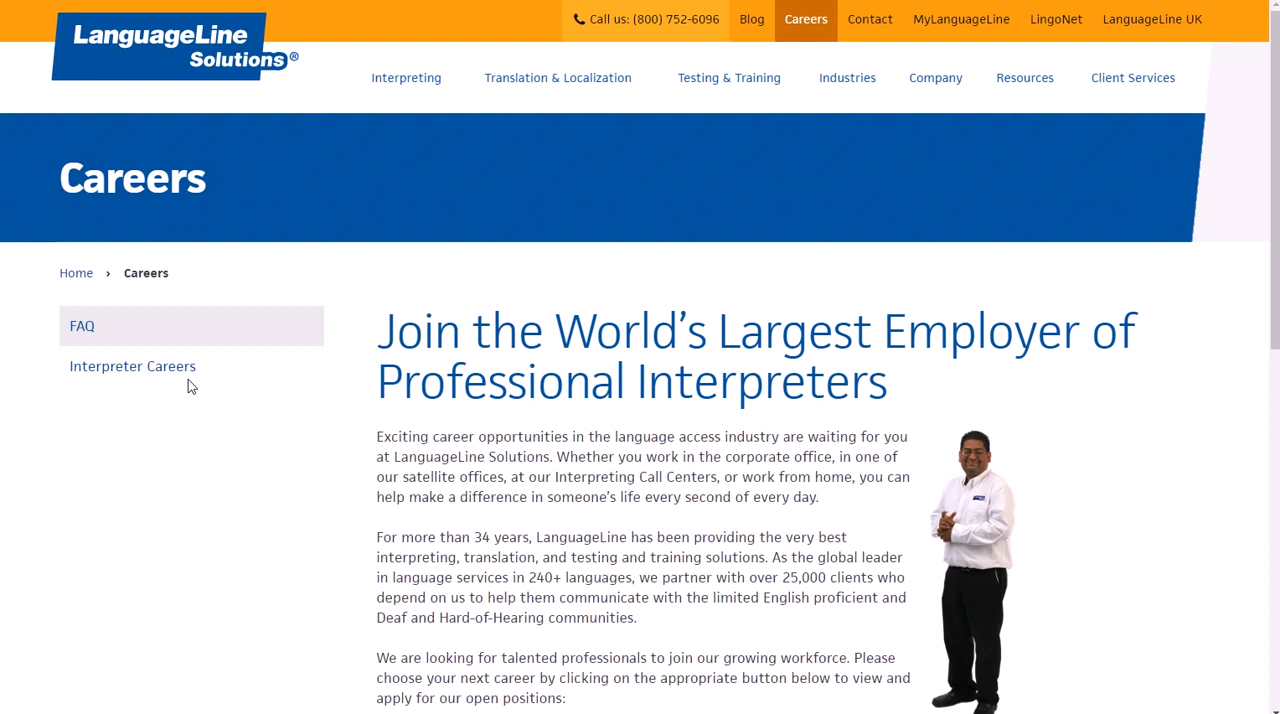 Call us: (800) 752-6096 Blog Careers Contact MyLanguageLine LingoNet LanguageLine UK
LanguageLine
Solutions®
Interpreting Translation & Localization Testing & Training Industries Company Resources Client Services
Careers
Home › Careers
FAQ
Interpreter Careers
Join the World's Largest Employer of
Professional Interpreters
Exciting career opportunities in the language access industry are waiting for you
at LanguageLine Solutions. Whether you work in the corporate office, in one of
our satellite offices, at our Interpreting Call Centers, or work from home, you can
help make a difference in someone's life every second of every day.
For more than 34 years, LanguageLine has been providing the very best
interpreting, translation, and testing and training solutions. As the global leader
in language services in 240+ languages, we partner with over 25,000 clients who
depend on us to help them communicate with the limited English proficient and
Deaf and Hard-of-Hearing communities.
We are looking for talented professionals to join our growing workforce. Please
choose your next career by clicking on the appropriate button below to view and
apply for our open positions: